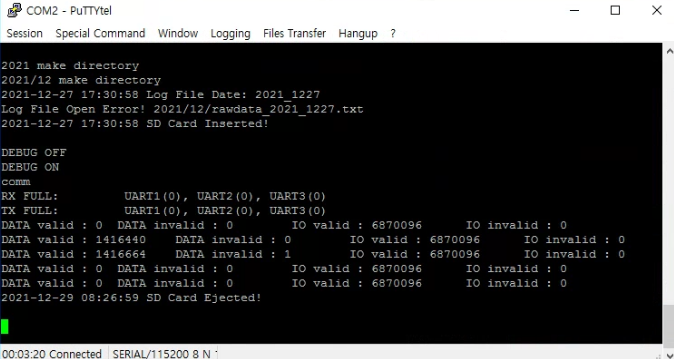 COM2 - PuTTYtel
Session Special Command Window Logging Files Transfer Hangup ?
2021 make directory
2021/12 make directory
2021-12-27 17:30:58 Log File Date: 2021_1227
Log File Open Error! 2021/12/rawdata_2021_1227.txt
2021-12-27 17:30:58 SD Card Inserted!
DEBUG OFF
DEBUG ON
comm
RX FULL: UART1(0), UART2(0), UART3(0)
TX FULL: UART1(0), UART2(0), UART3(0)
DATA valid : 0 DATA invalid : 0 IO valid : 6870096 IO invalid : 0
DATA valid : 1416440 DATA invalid : 0 IO valid : 6870096 IO invalid : 0
DATA valid : 1416664 DATA invalid : 1 IO valid : 6870096 IO invalid : 0
DATA valid : 0 DATA invalid : 0 IO valid : 6870096 IO invalid : 0
DATA valid : 0 DATA invalid : 0 IO valid : 6870096 IO invalid : 0
2021-12-29 08:26:59 SD Card Ejected!
00:03:20 Connected SERIAL/115200 8 N